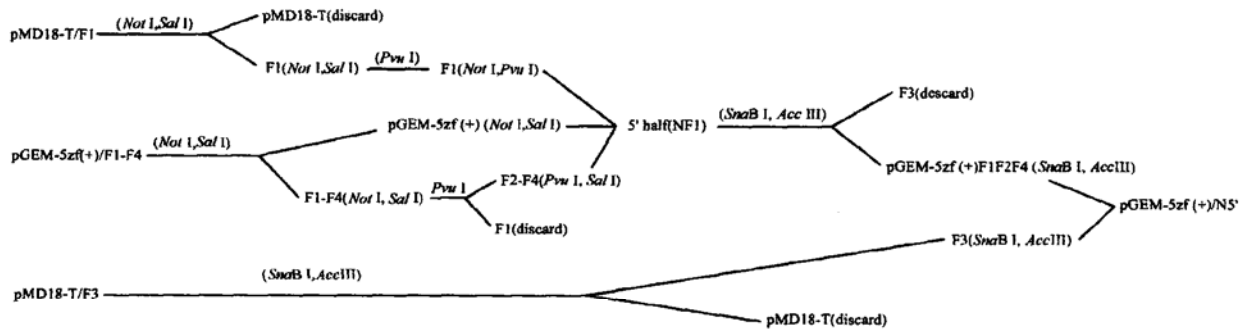 (Not I,Sal I)
pMD18-T(discard)
pMD18-T/F1
F1(Not I,Sal I)
(Pvu I)
F1(Not I,Pvu I)
F3(descard)
(SnaB I, Acc III)
5' half(NF1)
pGEM-5zf (+) (Not I,Sal I)
(Not I,Sal I)
pGEM-5zf(+)/F1-F4
pGEM-5zf (+)F1F2F4 (SnaB I, AccIII)
F2-F4(Pvu I, Sal I)
Pvu I
F1-F4(Not I, Sal I)
pGEM-5zf (+)/N5'
F1(discard)
F3(SnaB I, AccIII)
(SnaB I,AccIII)
pMD18-T/F3
pMD18-T(discard)